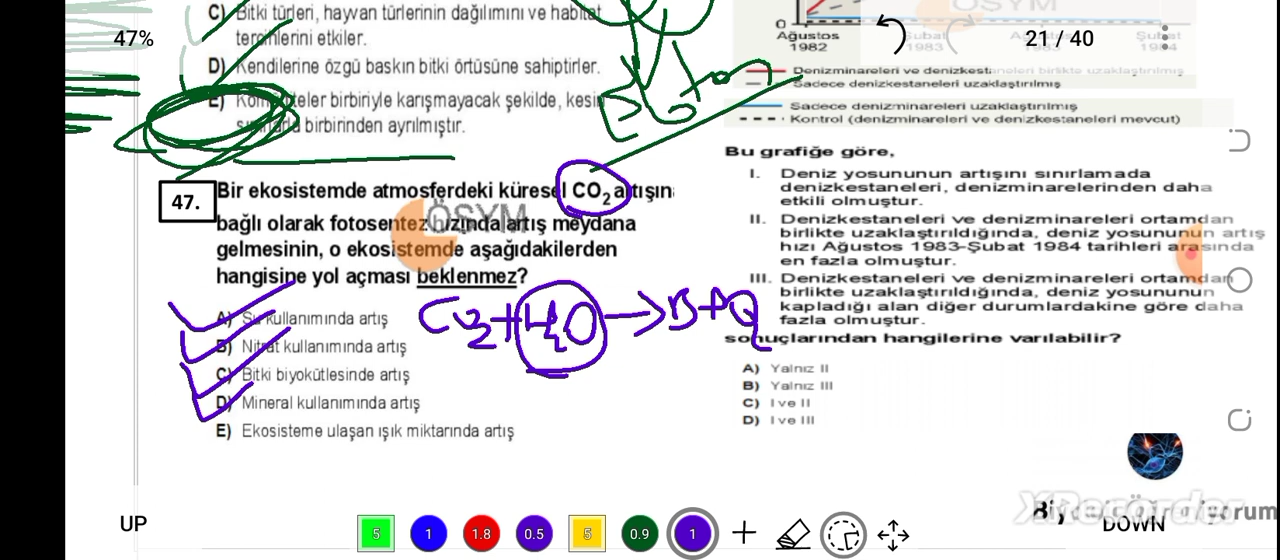 47%
C) Bitki türleri, hayvan türlerinin dağılımını ve habitat
tercihlerini etkiler.
D) Kendilerine özgü baskın bitki örtüsüne sahiptirler.
E) birbiriyle karışmayacak şekilde, kesin
birbirinden ayrılmıştır.
47. Bir ekosistemde atmosferdeki küresel CO2 artışın
bağlı olarak fotosentez hızında artış meydana
gelmesinin, o ekosistemde aşağıdakilerden
hangisine yol açması beklenmez?
A) Su kullanımında artış
B) Nitrat kullanımında artış
C) Bitki biyokütlesinde artış
D) Mineral kullanımında artış
E) Ekosisteme ulaşan ışık miktarında artış
ÖSYM
UP
ÖSYM
0
Ağustos
1982
Şubat
1983
21 / 40
Şubat
1984
Denizminareleri ve denizkestaneleri birlikte uzaklaştırılmış
Sadece denizkestaneleri uzaklaştırılmış
Sadece denizminareleri uzaklaştırılmış
Kontrol (denizminareleri ve denizkestaneleri mevcut)
Bu grafiğe göre,
I. Deniz yosununun artışını sınırlamada
denizkestaneleri, denizminarelerinden daha
etkili olmuştur.
II. Denizkestaneleri ve denizminareleri ortamdan
birlikte uzaklaştırıldığında, deniz yosununun artış
hızı Ağustos 1983-Şubat 1984 tarihleri arasında
en fazla olmuştur.
III. Denizkestaneleri ve denizminareleri ortamdan
birlikte uzaklaştırıldığında, deniz yosununun
kapladığı alan diğer durumlardakine göre daha
fazla olmuştur.
sonuçlarından hangilerine varılabilir?
A) Yalnız II
B) Yalnız III
C) I ve II
D) I ve III
5 1 1.8 0.5 5 0.9 1
XRecorder
DOWN